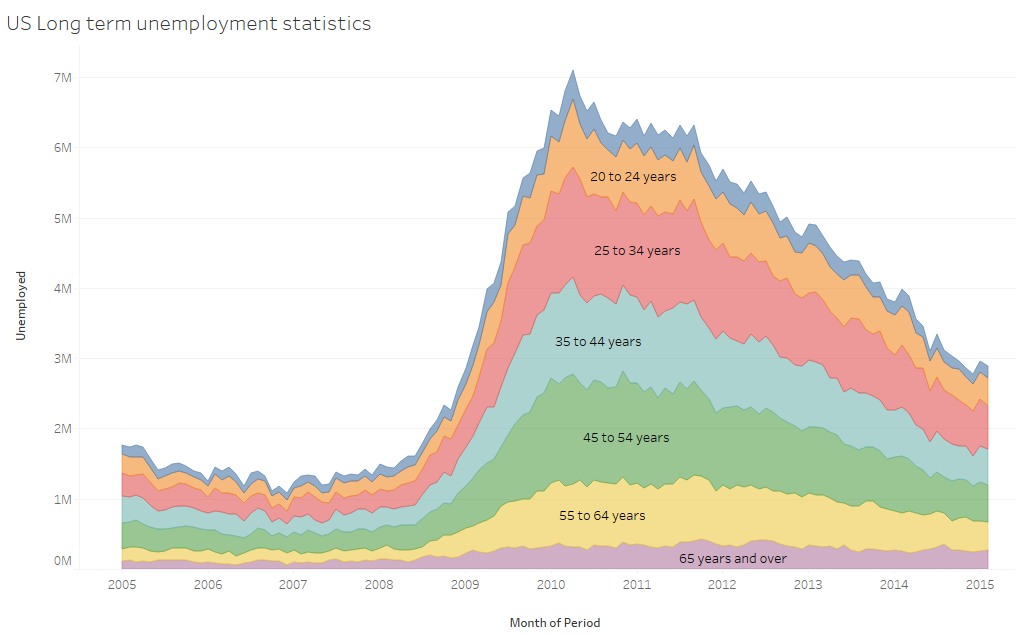 US Long term unemployment statistics
7M
6M
5M
4M
3M
2M
1M
0M
Unemployed
20 to 24 years
25 to 34 years
35 to 44 years
45 to 54 years
55 to 64 years
65 years and over
2005 2006 2007 2008 2009 2010 2011 2012 2013 2014 2015
Month of Period